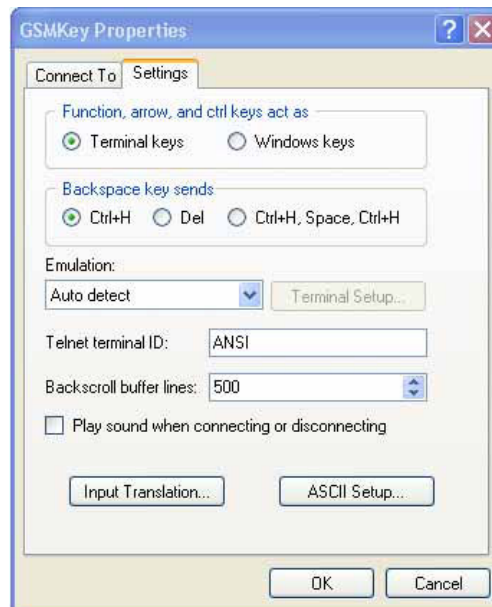 GSMKey Properties
Connect To Settings
Function, arrow, and ctrl keys act as
Terminal keys Windows keys
Backspace key sends
Ctrl+H Del Ctrl+H, Space, Ctrl+H
Emulation:
Auto detect Terminal Setup...
Telnet terminal ID: ANSI
Backscroll buffer lines: 500
Play sound when connecting or disconnecting
Input Translation... ASCII Setup...
OK Cancel